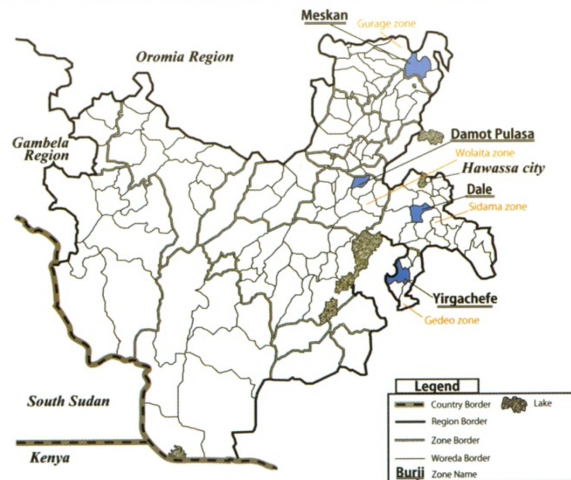 Meskan
Gurage zone
Oromia Region
Gambela
Region
Damot Pulasa
Wolaita zone
Hawassa city
Dale
Sidama zone
Yirgachefe
Gedeo zone
South Sudan
Kenya
Legend
Country Border
Lake
Region Border
Zone Border
Woreda Border
Burji Zone Name